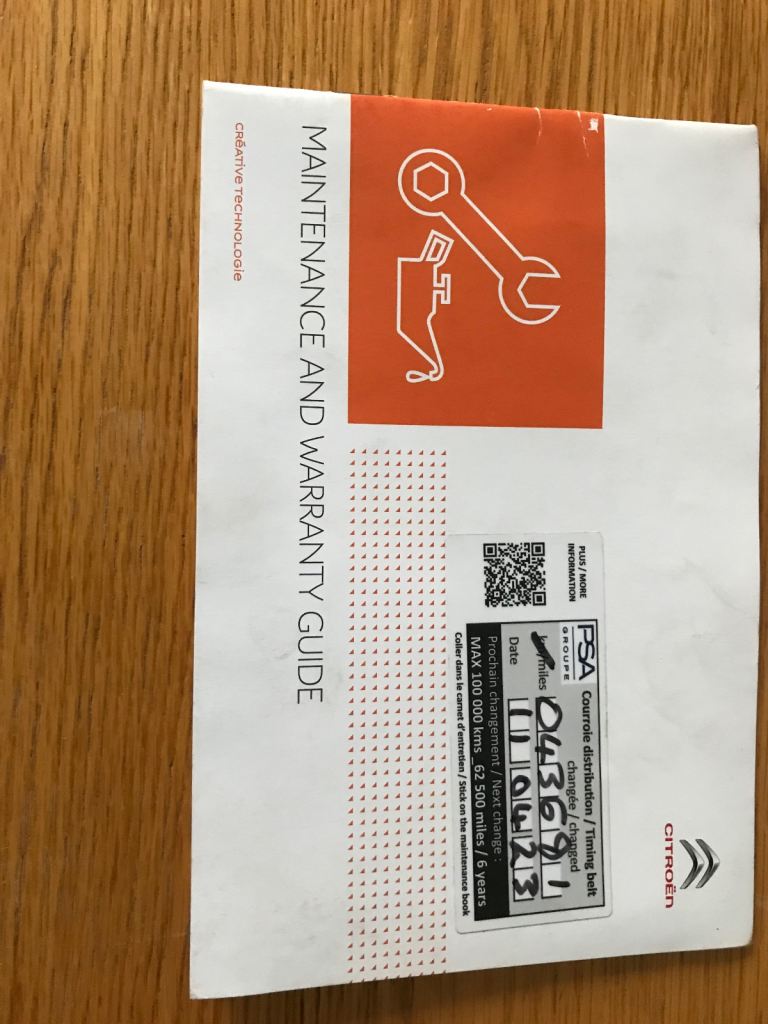 CITROËN
PLUS / MORE
INFORMATION
PSA
GROUPE
Courroie distribution / Timing belt
changée / changed
km/miles 043691
Date 11 04 23
Prochain changement / Next change :
MAX 100 000 kms _62 500 miles / 6 years
Coller dans le carnet d'entretien / Stick on the maintenance book
MAINTENANCE AND WARRANTY GUIDE
CRéATIVE TECHNOLOGIE